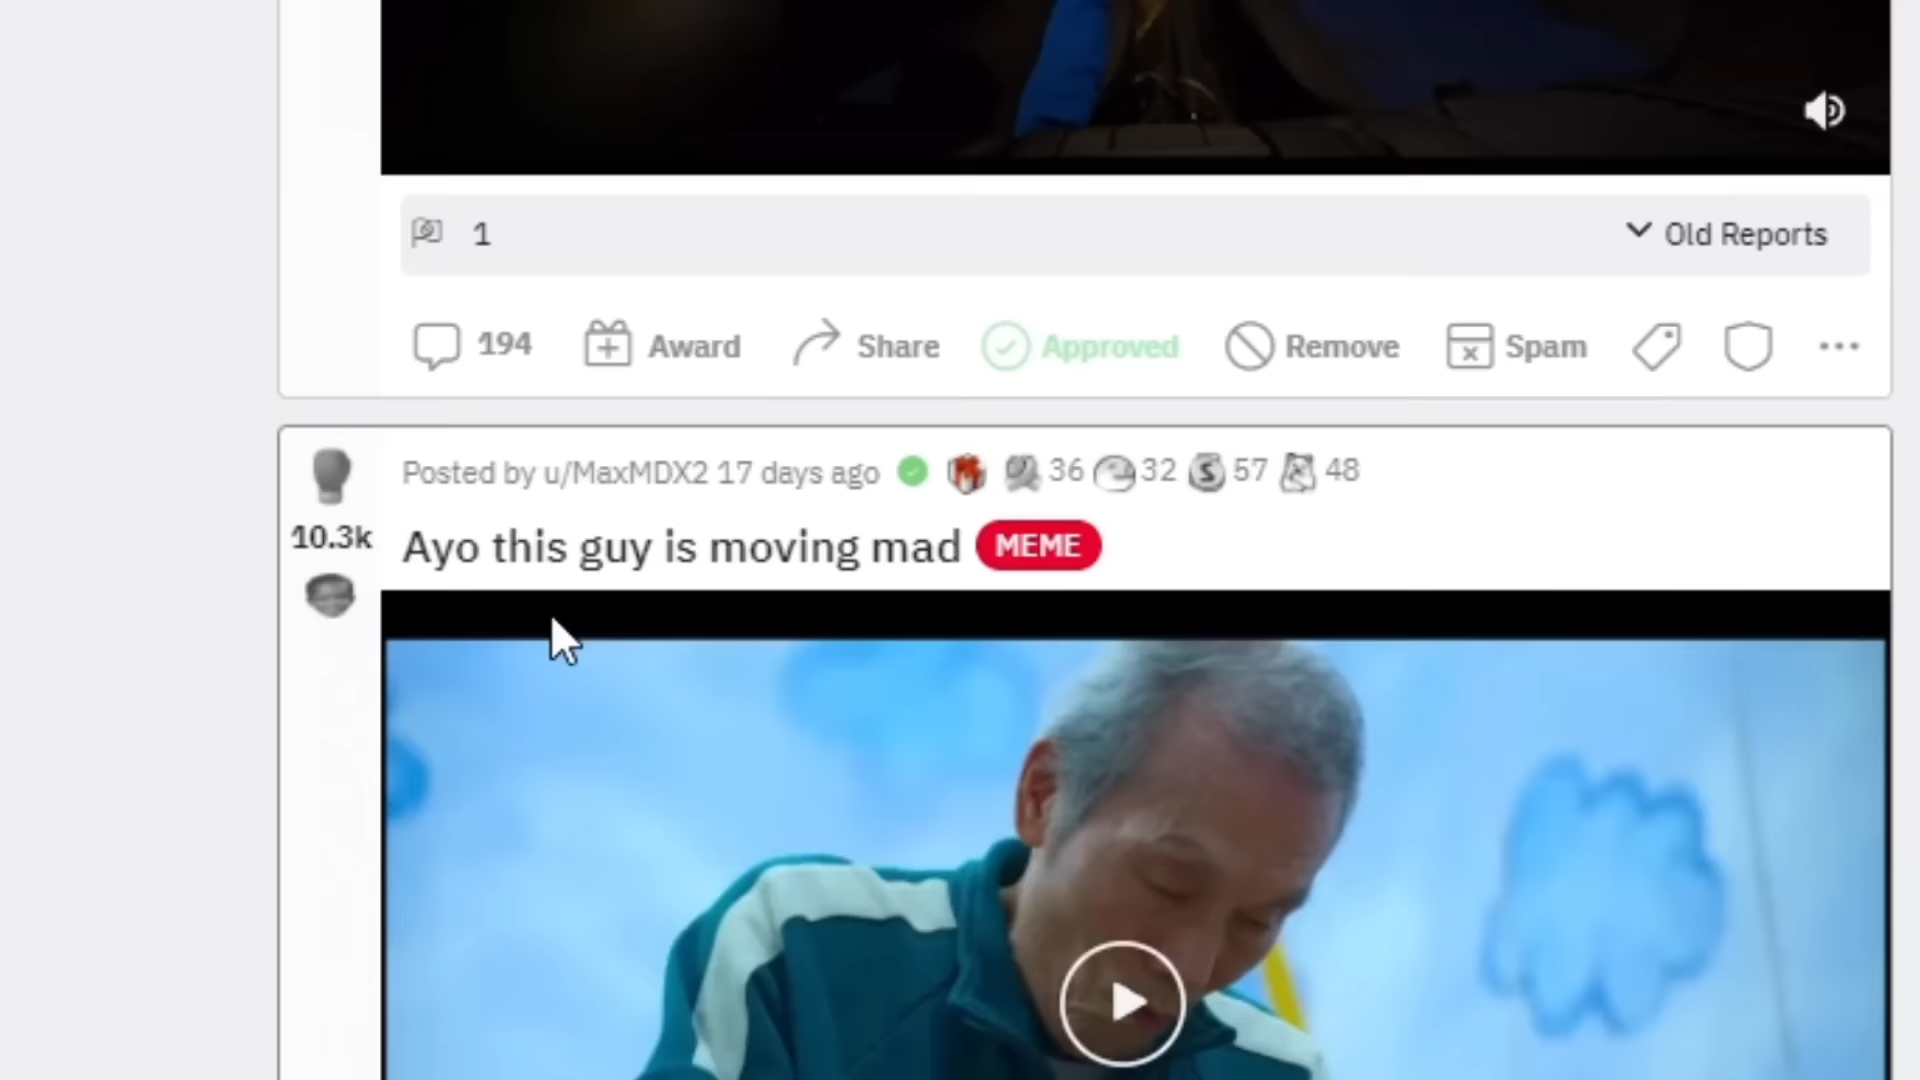 1
Old Reports
194 Award Share Approved Remove Spam
Posted by u/MaxMDX2 17 days ago 36 32 57 48
10.3k
Ayo this guy is moving mad MEME